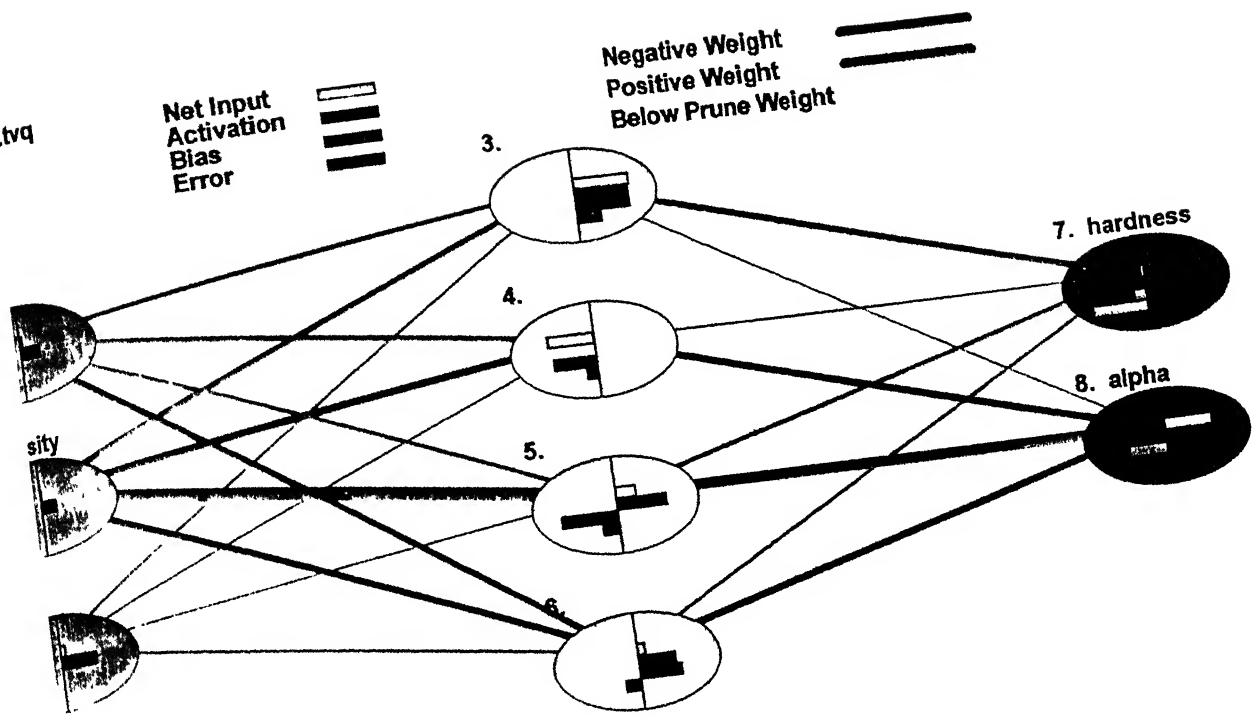 .tvq
Net Input
Activation
Bias
Error
Negative Weight
Positive Weight
Below Prune Weight
3.
4.
5.
6.
7. hardness
8. alpha
sity